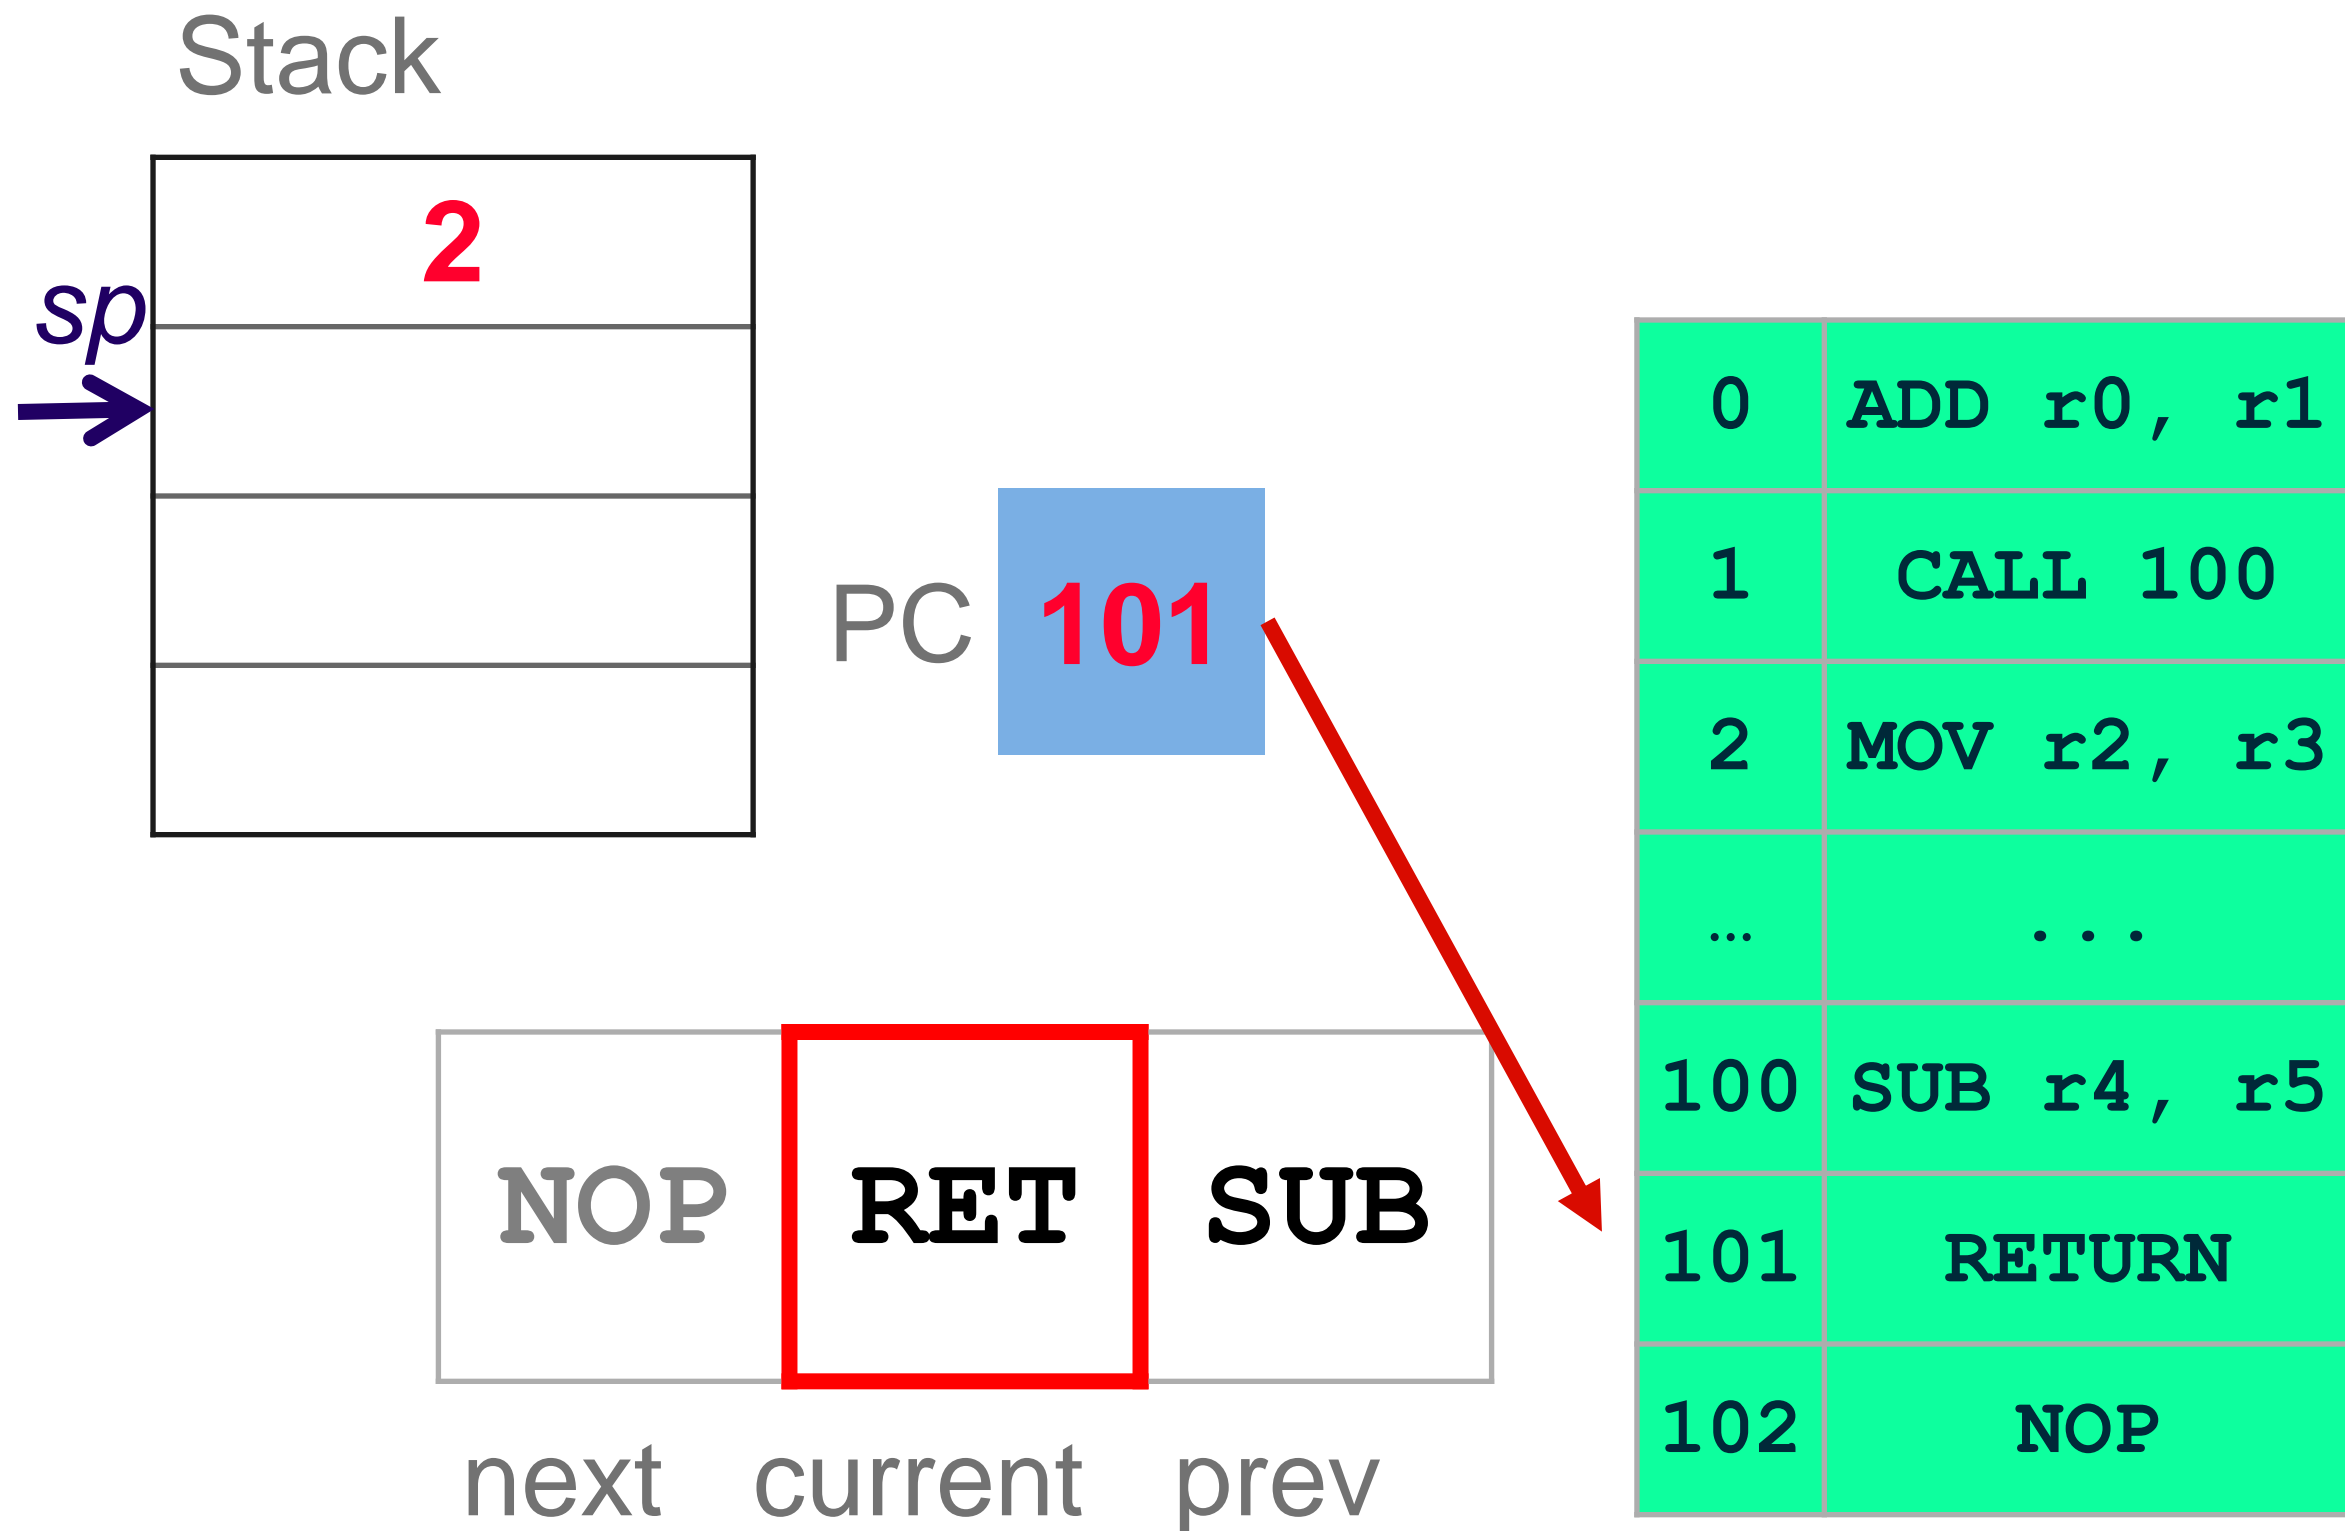 Stack
2
sp
PC 101
0 ADD r0, r1
1 CALL 100
2 MOV r2, r3
... ...
100 SUB r4, r5
101 RETURN
102 NOP
NOP RET SUB
next current prev